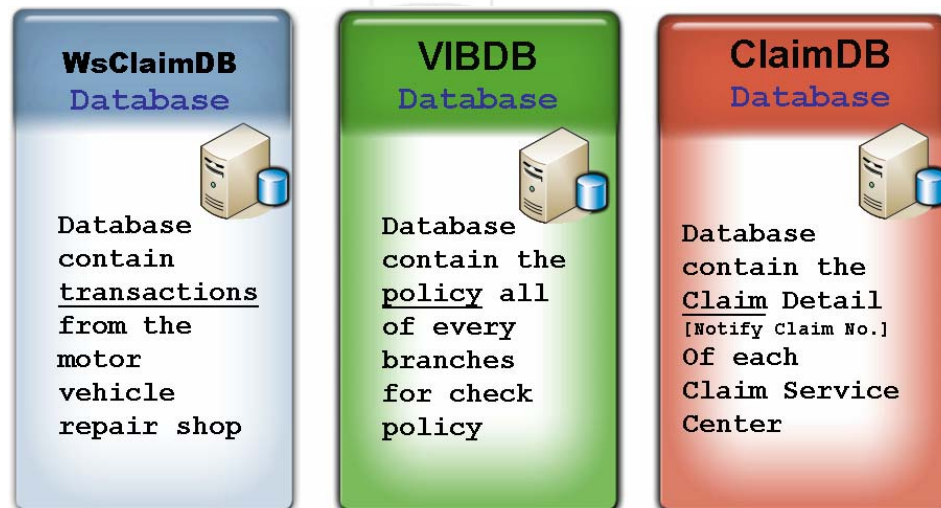 WsClaimDB
Database
Database
contain
transactions
from the
motor
vehicle
repair shop
VIBDB
Database
Database
contain the
policy all
of every
branches
for check
policy
ClaimDB
Database
Database
contain the
Claim Detail
[Notify Claim No.]
Of each
Claim Service
Center